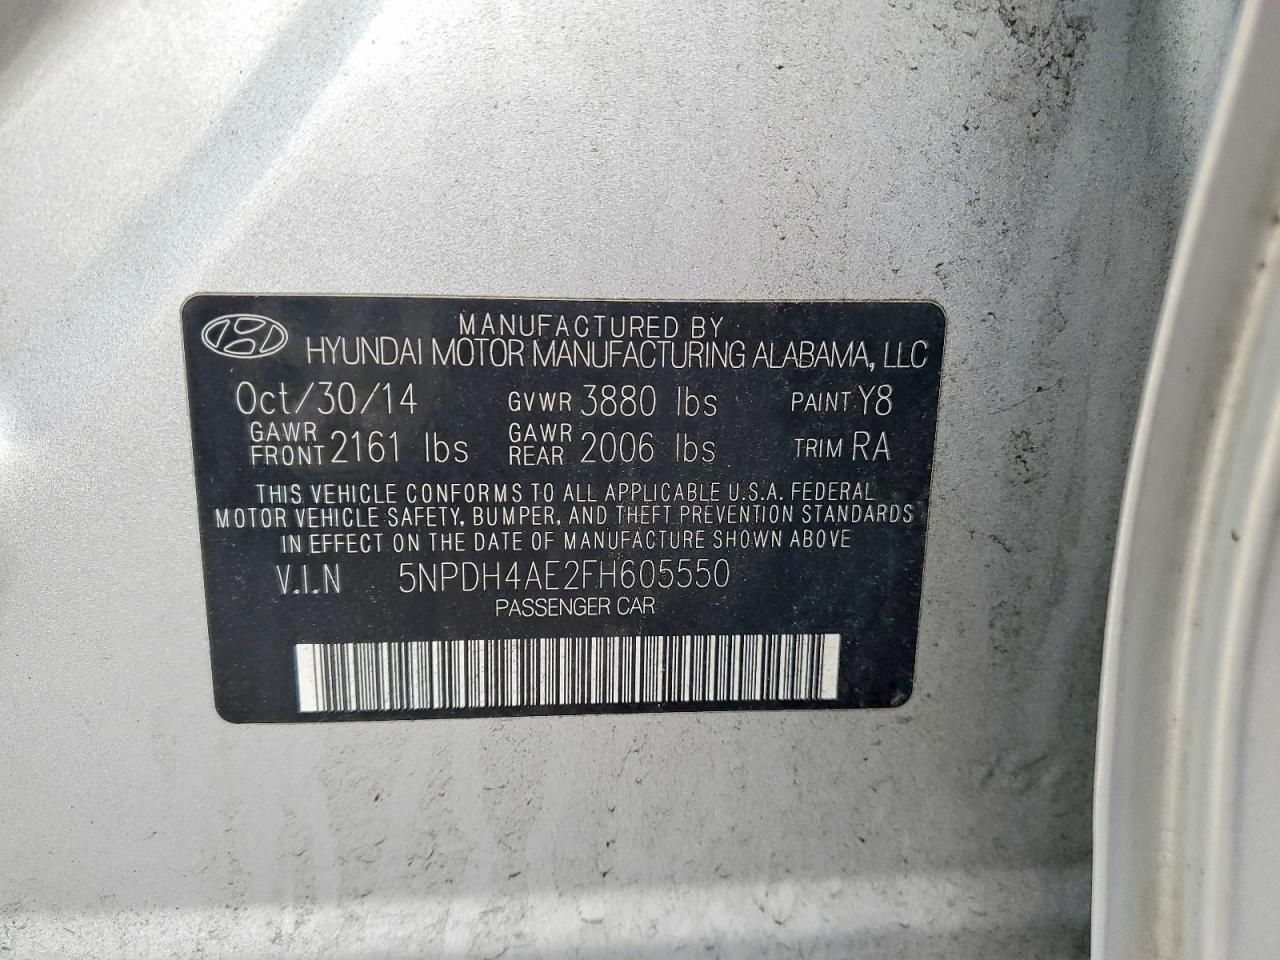 MANUFACTURED BY
HYUNDAI MOTOR MANUFACTURING ALABAMA, LLC
Oct/30/14 GVWR 3880 lbs PAINT Y8
GAWR FRONT 2161 lbs GAWR REAR 2006 lbs TRIM RA
THIS VEHICLE CONFORMS TO ALL APPLICABLE U.S.A. FEDERAL
MOTOR VEHICLE SAFETY, BUMPER, AND THEFT PREVENTION STANDARDS
IN EFFECT ON THE DATE OF MANUFACTURE SHOWN ABOVE
V.I.N 5NPDH4AE2FH605550
PASSENGER CAR